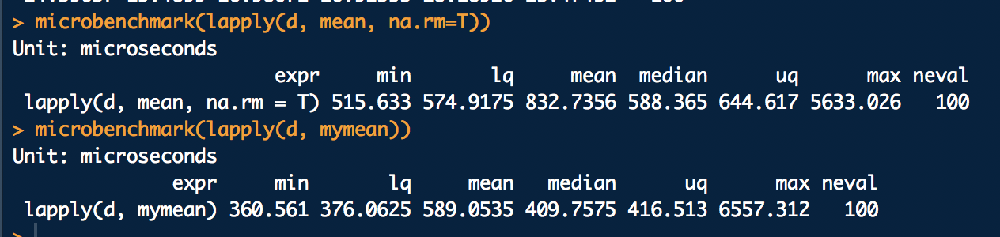 > microbenchmark(lapply(d, mean, na.rm=T))
Unit: microseconds
expr min lq mean median uq max neval
lapply(d, mean, na.rm = T) 515.633 574.9175 832.7356 588.365 644.617 5633.026 100
> microbenchmark(lapply(d, mymean))
Unit: microseconds
expr min lq mean median uq max neval
lapply(d, mymean) 360.561 376.0625 589.0535 409.7575 416.513 6557.312 100
>